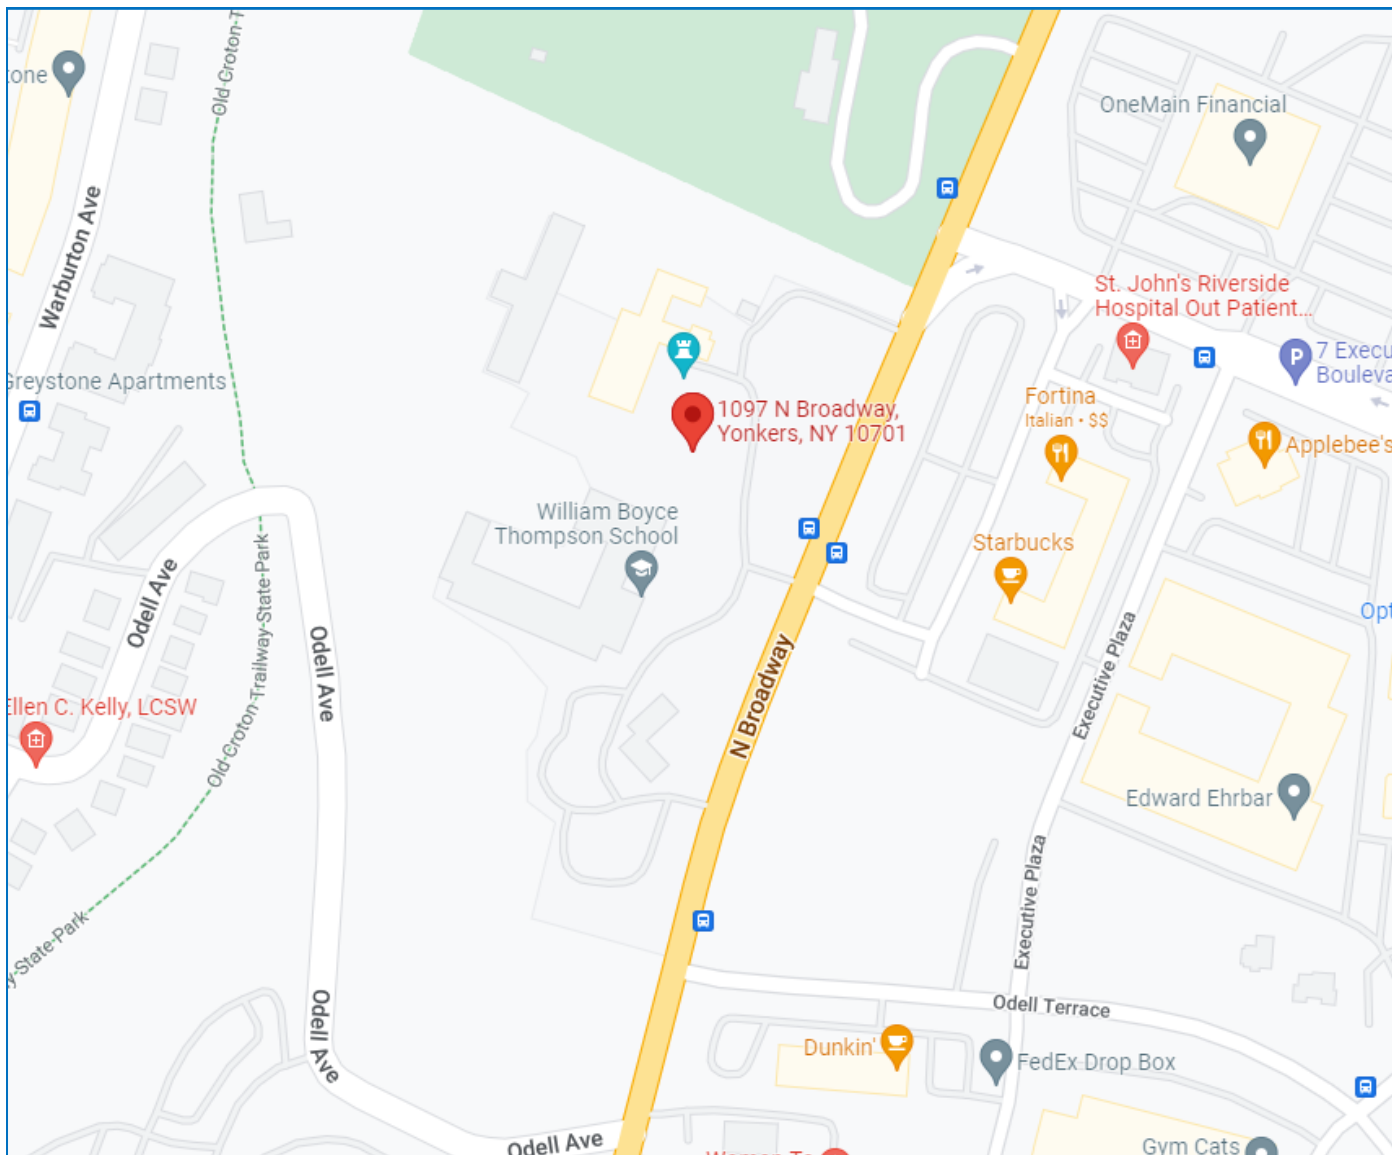 tone
Old-Croton-T
OneMain Financial
Warburton Ave
St. John's Riverside
Hospital Out Patient...
7 Execu
Bouleva
Greystone Apartments
Fortina
Italian • $$
1097 N Broadway,
Yonkers, NY 10701
Applebee's
William Boyce
Thompson School
Starbucks
Odell Ave
Old-Croton-Trailway-State-Park
Odell Ave
Opt
N Broadway
Executive Plaza
Ellen C. Kelly, LCSW
Edward Ehrbar
Executive Plaza
y-State-Park
Odell Terrace
Odell Ave
Dunkin'
FedEx Drop Box
Odell Ave
Gym Cats